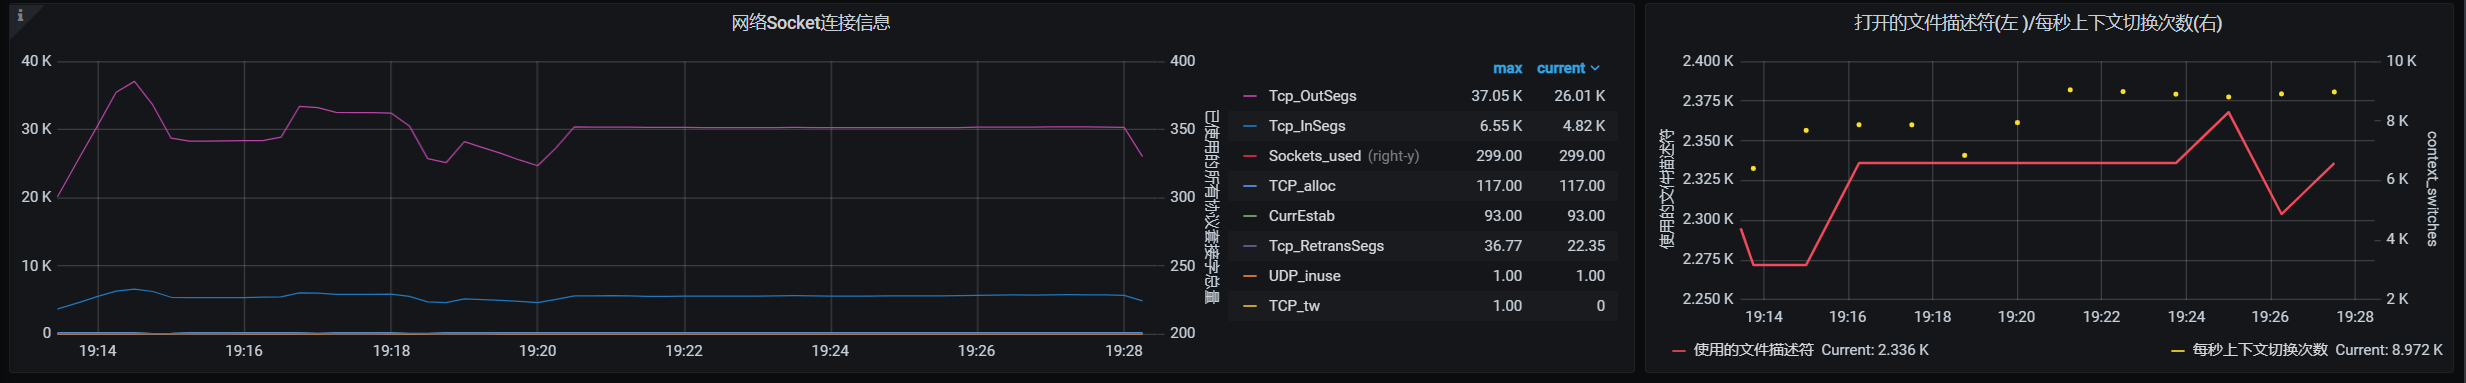 网络Socket连接信息
40 K
30 K
20 K
10 K
0
400
350
300
250
200
已使用的所有协议套接字总量
19:14 19:16 19:18 19:20 19:22 19:24 19:26 19:28
max current
Tcp_OutSegs 37.05 K 26.01 K
Tcp_InSegs 6.55 K 4.82 K
Sockets_used (right-y) 299.00 299.00
TCP_alloc 117.00 117.00
CurrEstab 93.00 93.00
Tcp_RetransSegs 36.77 22.35
UDP_inuse 1.00 1.00
TCP_tw 1.00 0
打开的文件描述符(左 )/每秒上下文切换次数(右)
使用的文件描述符
2.400 K
2.375 K
2.350 K
2.325 K
2.300 K
2.275 K
2.250 K
10 K
8 K
6 K
4 K
2 K
context_switches
19:14 19:16 19:18 19:20 19:22 19:24 19:26 19:28
使用的文件描述符 Current: 2.336 K
每秒上下文切换次数 Current: 8.972 K